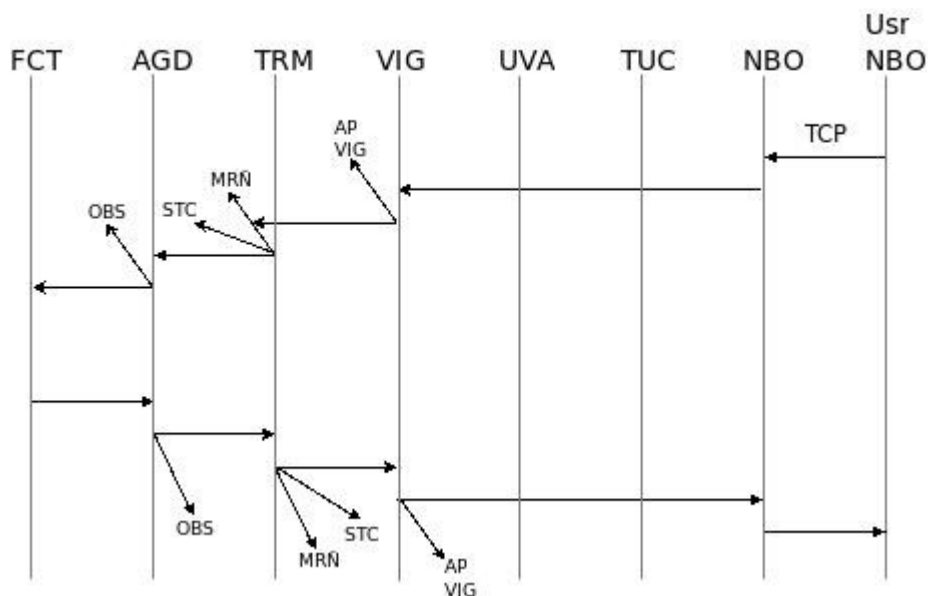 Usr
FCT AGD TRM VIG UVA TUC NBO NBO
TCP
AP
VIG
MRÑ
STC
OBS
OBS
STC
MRÑ
AP
VIG